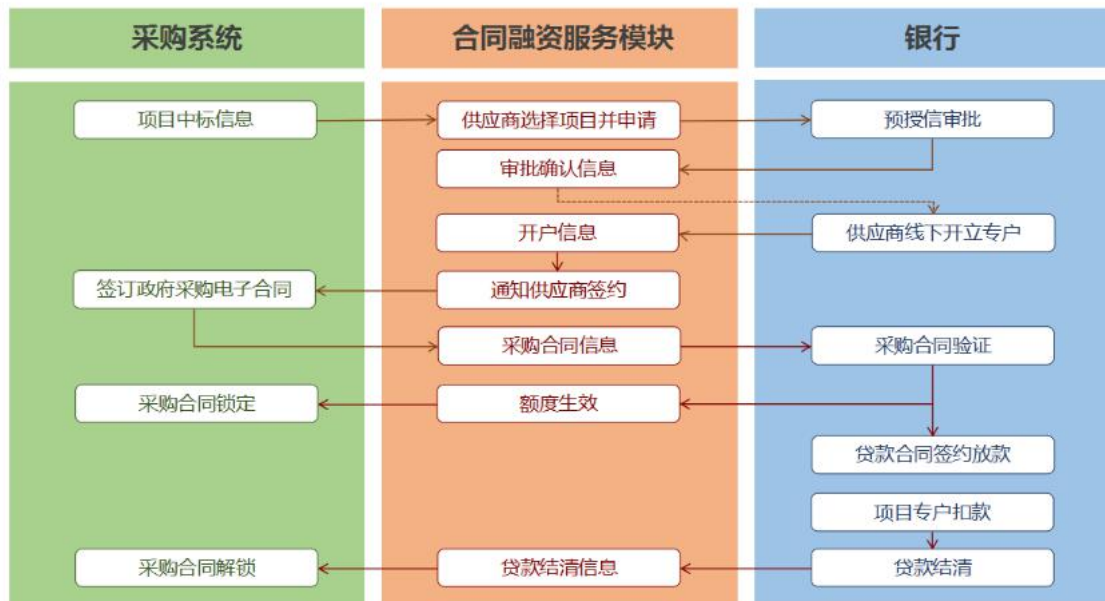 采购系统
合同融资服务模块
银行
项目中标信息
供应商选择项目并申请
预授信审批
审批确认信息
开户信息
供应商线下开立专户
签订政府采购电子合同
通知供应商签约
采购合同信息
采购合同验证
采购合同锁定
额度生效
贷款合同签约放款
项目专户扣款
采购合同解锁
贷款结清信息
贷款结清